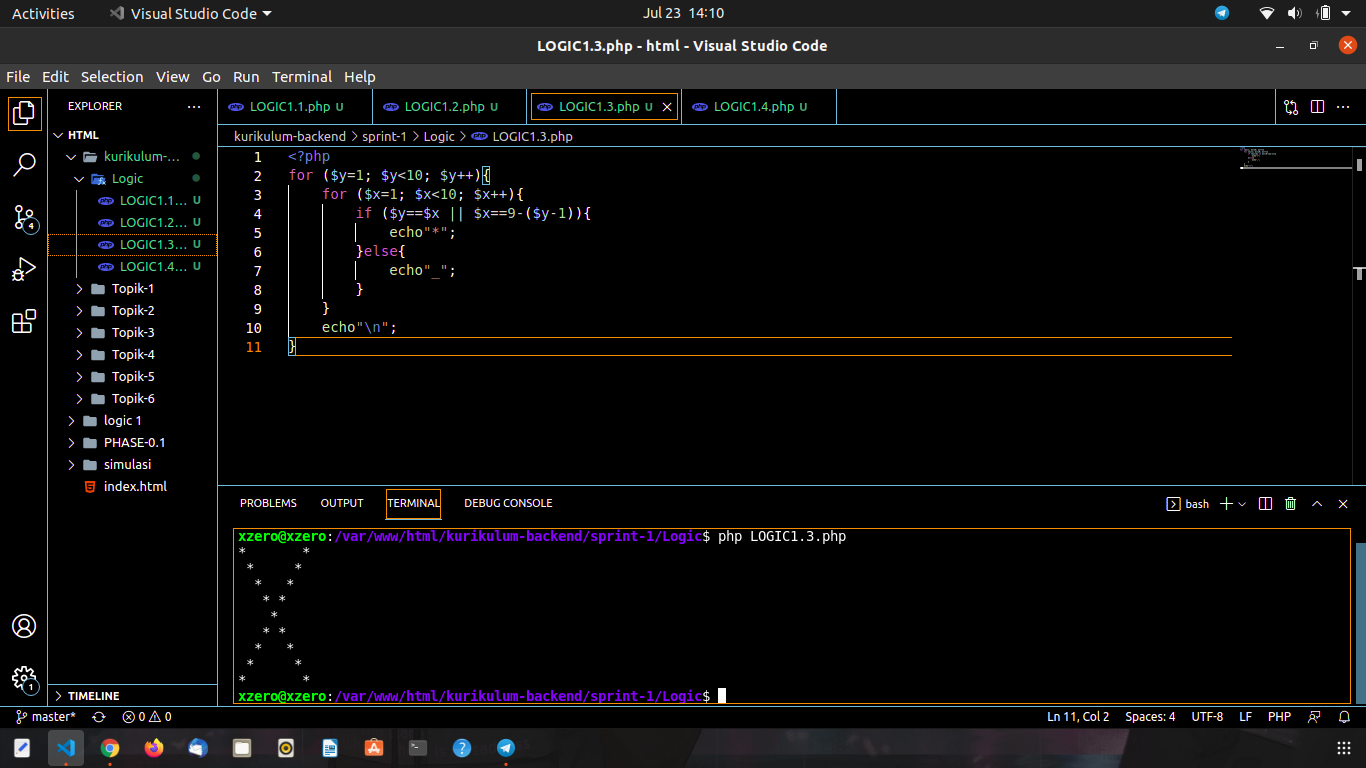 Activities Visual Studio Code Jul 23 14:10
LOGIC1.3.php - html - Visual Studio Code
File Edit Selection View Go Run Terminal Help
EXPLORER
HTML
kurikulum-...
Logic
LOGIC1.1... U
LOGIC1.2... U
LOGIC1.3... U
LOGIC1.4... U
Topik-1
Topik-2
Topik-3
Topik-4
Topik-5
Topik-6
logic 1
PHASE-0.1
simulasi
index.html
TIMELINE
4
1
LOGIC1.1.php U LOGIC1.2.php U LOGIC1.3.php U LOGIC1.4.php U
kurikulum-backend > sprint-1 > Logic > LOGIC1.3.php
1 <?php
2 for ($y=1; $y<10; $y++){
3     for ($x=1; $x<10; $x++){
4         if ($y==$x || $x==9-($y-1)){
5             echo"*";
6         }else{
7             echo"_";
8         }
9     }
10     echo"\n";
11 }
PROBLEMS OUTPUT TERMINAL DEBUG CONSOLE bash
xzero@xzero:/var/www/html/kurikulum-backend/sprint-1/Logic$ php LOGIC1.3.php
*       *
 *     *
  *   *
   * *
    *
   * *
  *   *
 *     *
*       *
xzero@xzero:/var/www/html/kurikulum-backend/sprint-1/Logic$
master* 0 0 Ln 11, Col 2 Spaces: 4 UTF-8 LF PHP